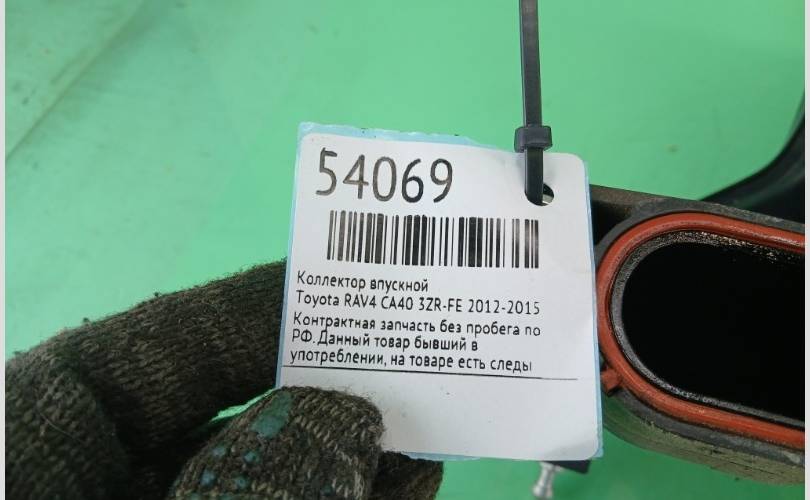 54069
Коллектор впускной
Toyota RAV4 CA40 3ZR-FE 2012-2015
Контрактная запчасть без пробега по
РФ.Данный товар бывший в
употреблении, на товаре есть следы